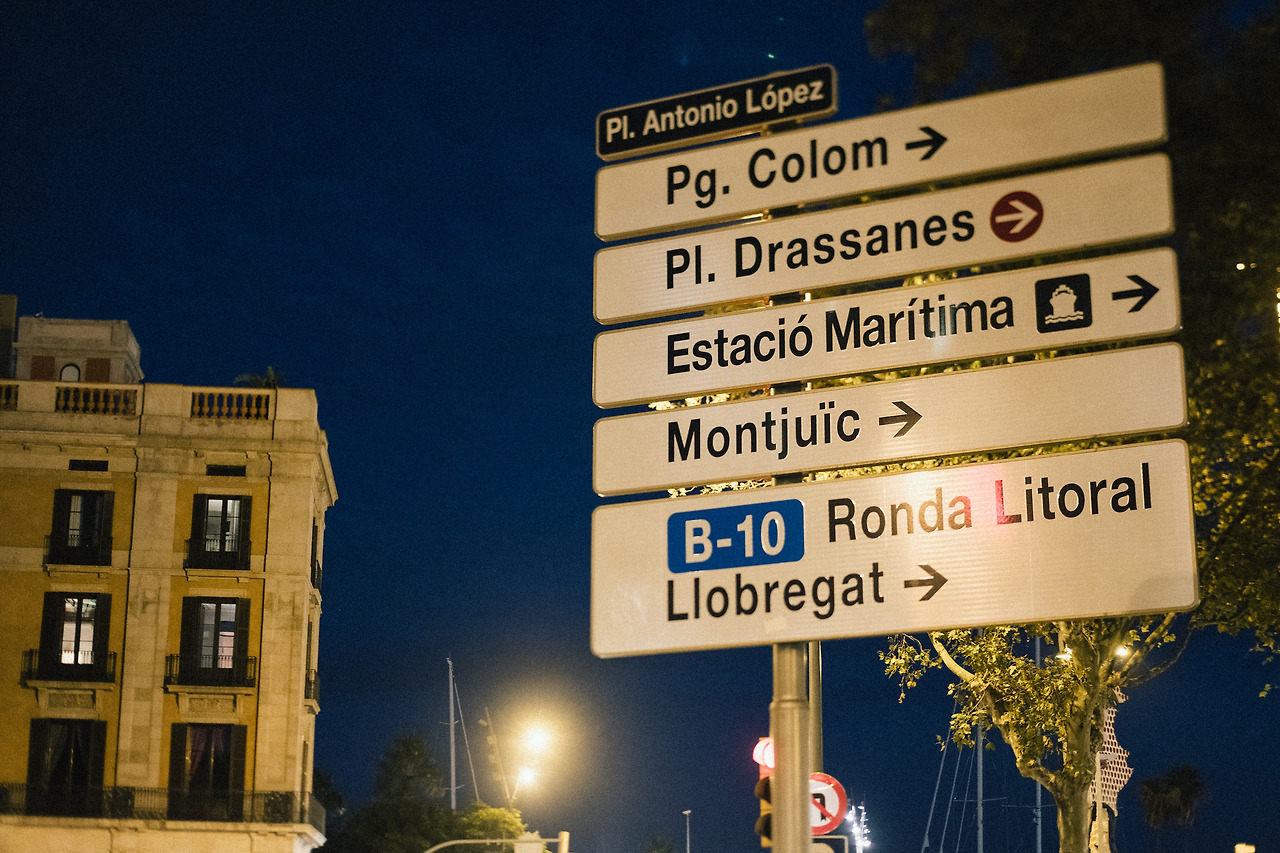 Pl. Antonio López
Pg. Colom
Pl. Drassanes
Estació Marítima
Montjuïc
B-10 Ronda Litoral
Llobregat